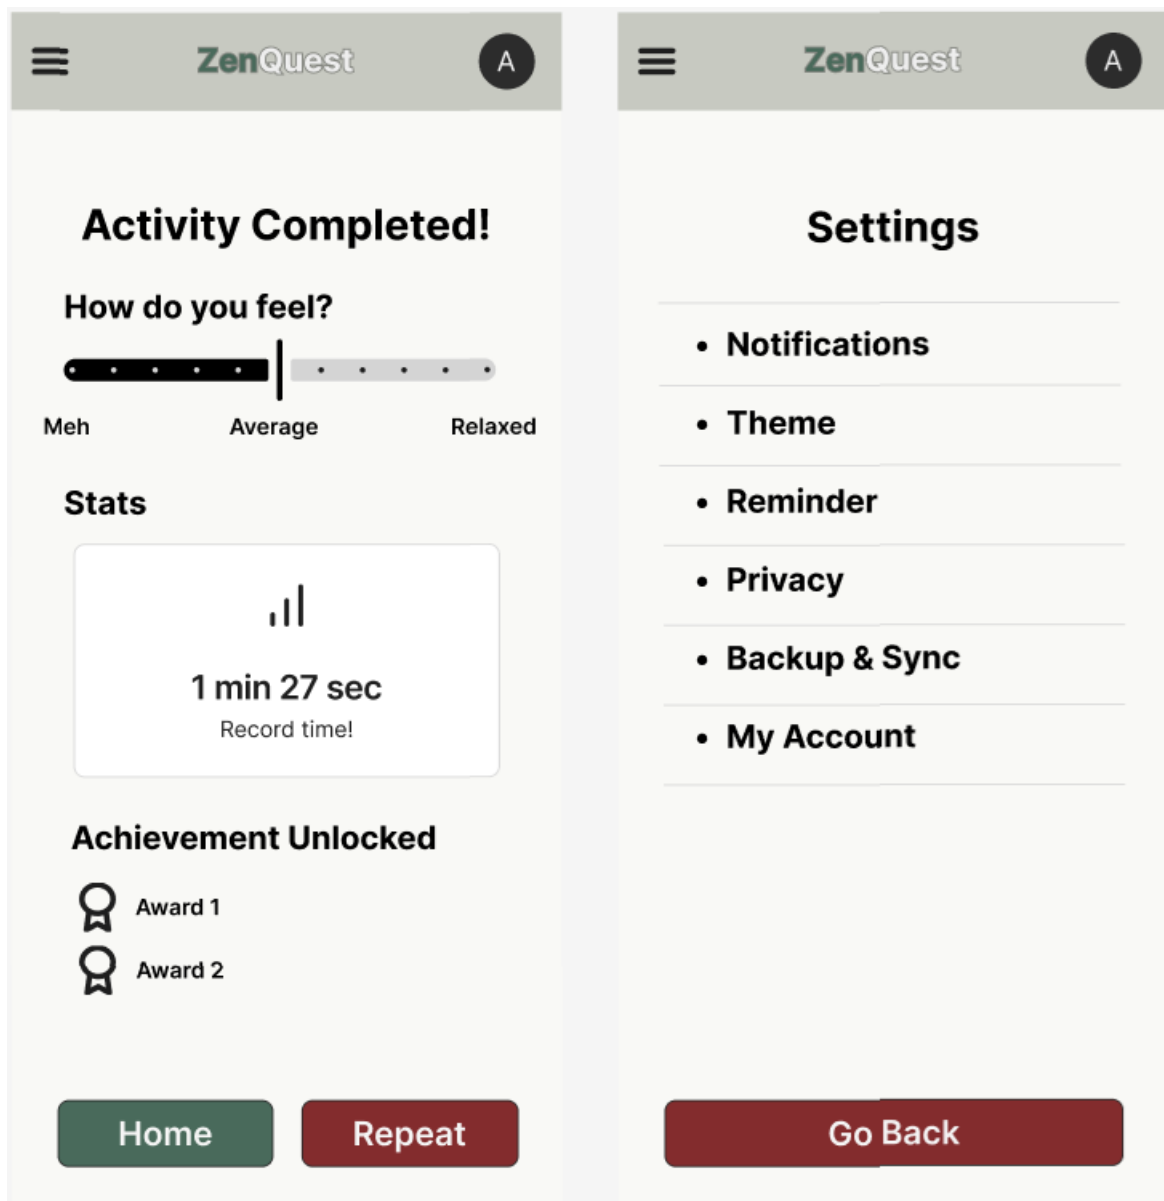 ZenQuest
A
Activity Completed!
How do you feel?
Meh Average Relaxed
Stats
1 min 27 sec
Record time!
Achievement Unlocked
Award 1
Award 2
Home Repeat
ZenQuest
A
Settings
• Notifications
• Theme
• Reminder
• Privacy
• Backup & Sync
• My Account
Go Back